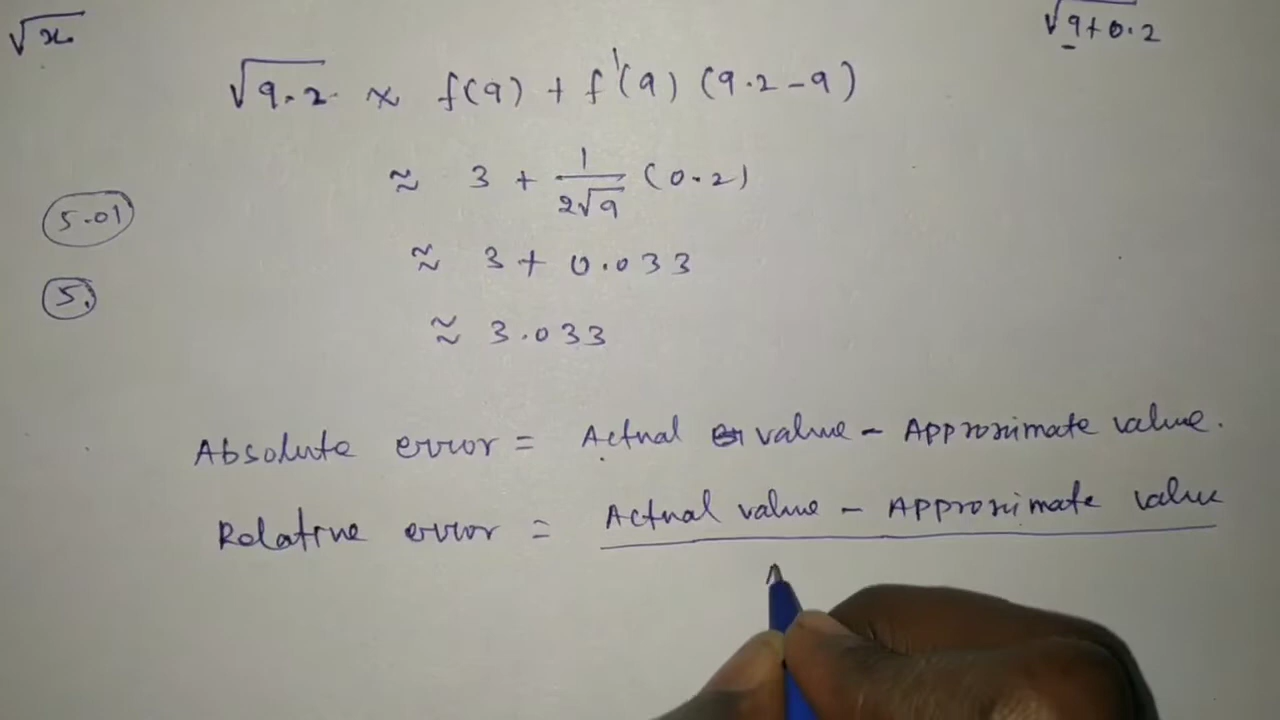 √x
√9+0.2
√9.2 ≈ f(9) + f'(9) (9.2-9)
≈ 3 + 1/2√9 (0.2)
5.01
≈ 3 + 0.033
5.
≈ 3.033
Absolute error = Actual value - Approximate value.
Relative error = Actual value - Approximate value